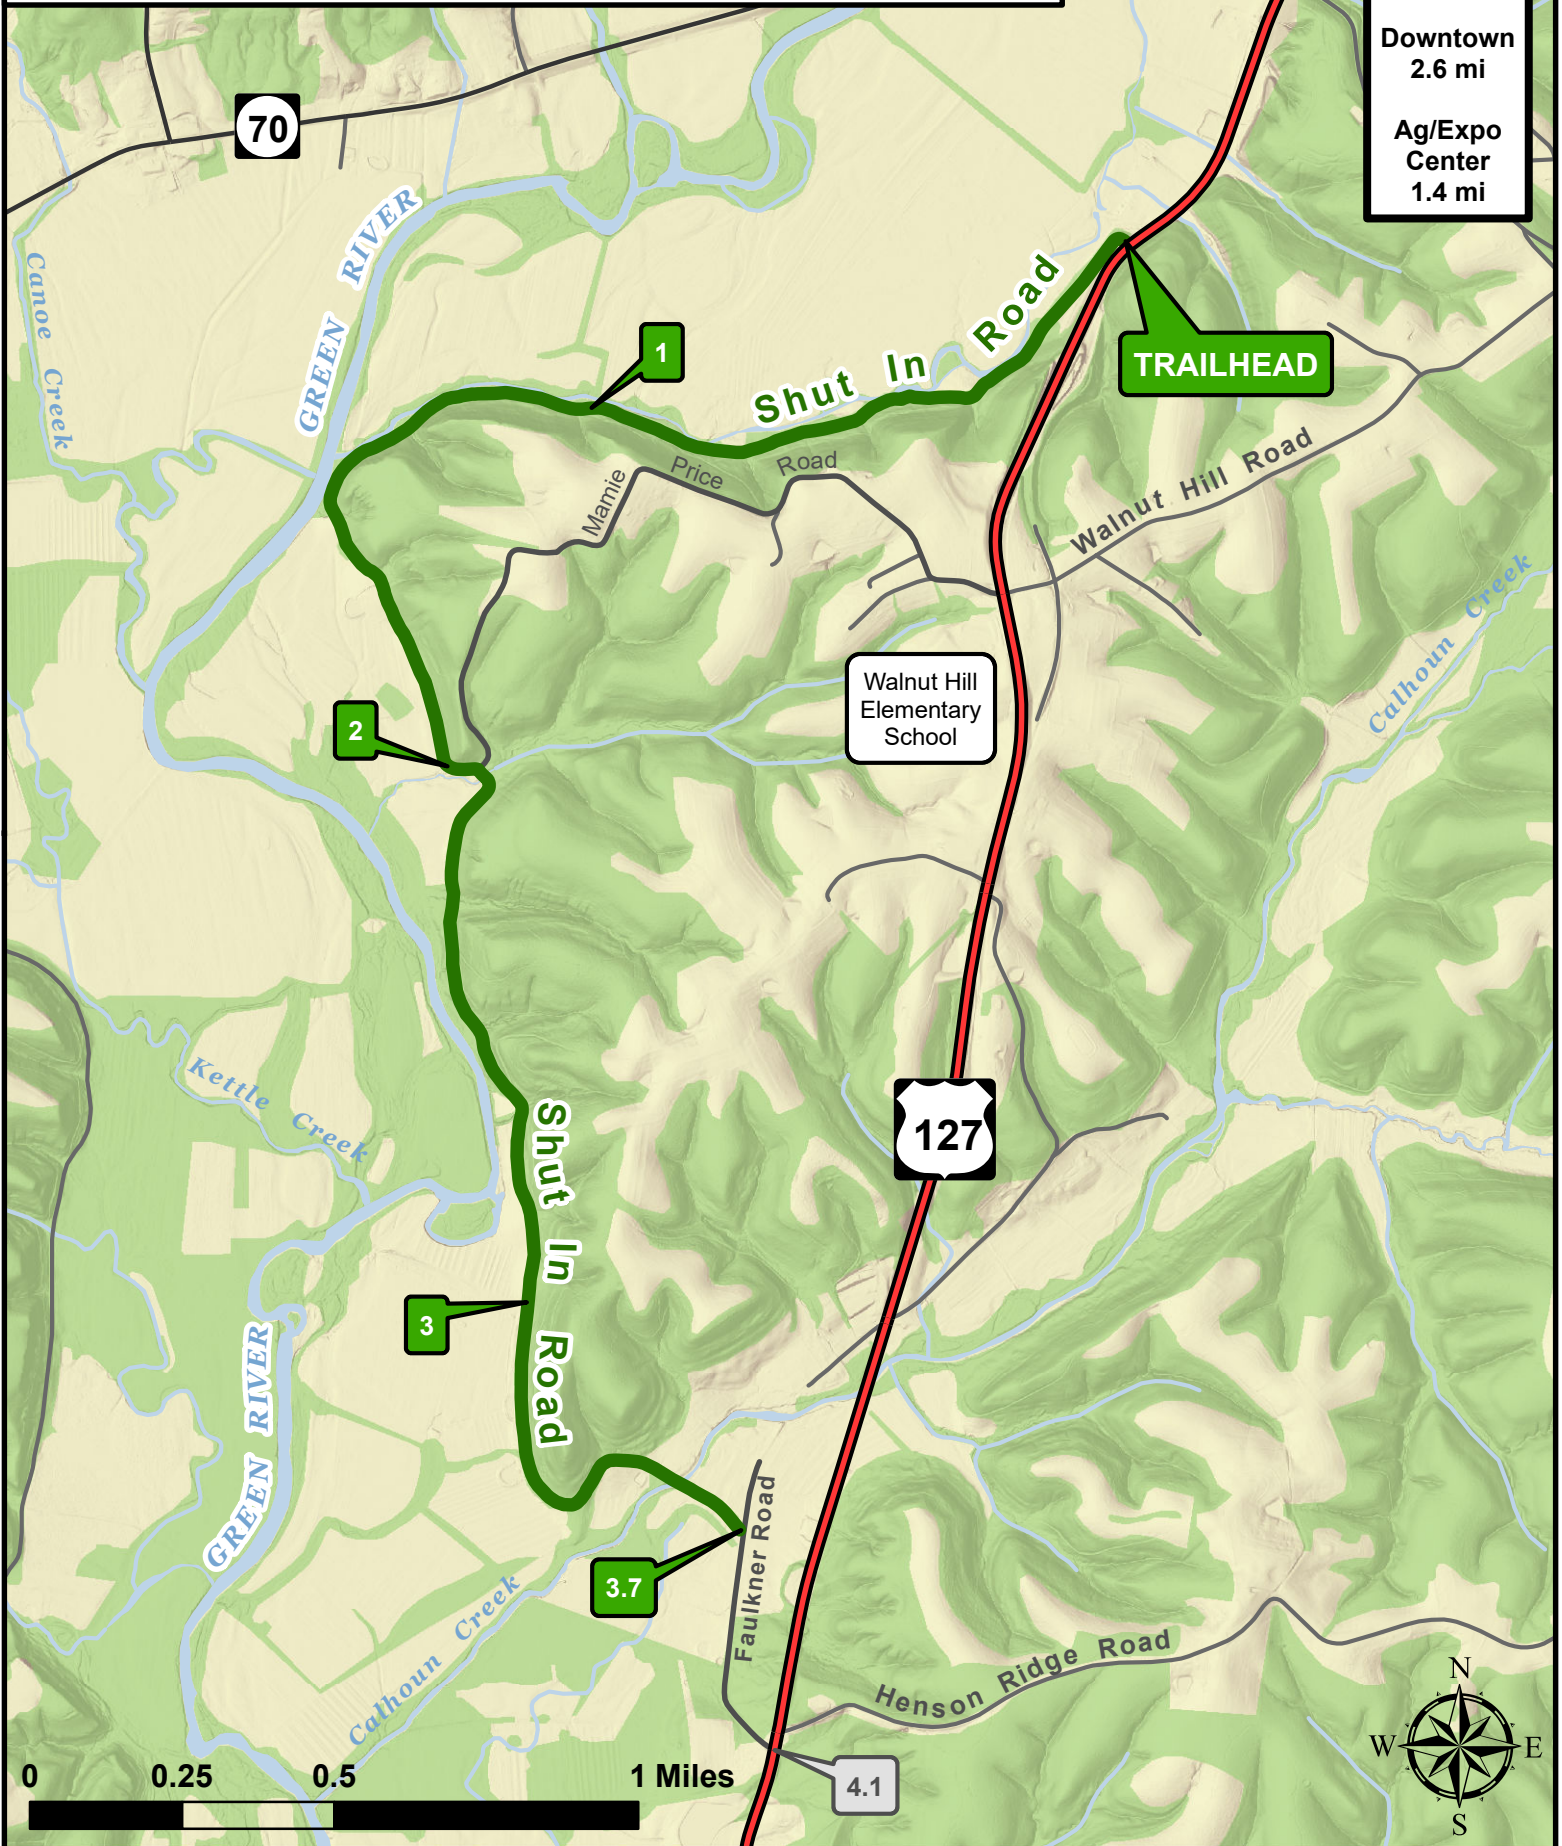 Downtown
2.6 mi
Ag/Expo
Center
1.4 mi
70
GREEN RIVER
Canoe Creek
1
Shut In Road
TRAILHEAD
Mamie Price Road
Walnut Hill Road
Calhoun Creek
Walnut Hill
Elementary
School
2
Kettle Creek
127
Shut In Road
3
GREEN RIVER
3.7
Faulkner Road
Calhoun Creek
Henson Ridge Road
4.1
0 0.25 0.5 1 Miles
N
W E
S